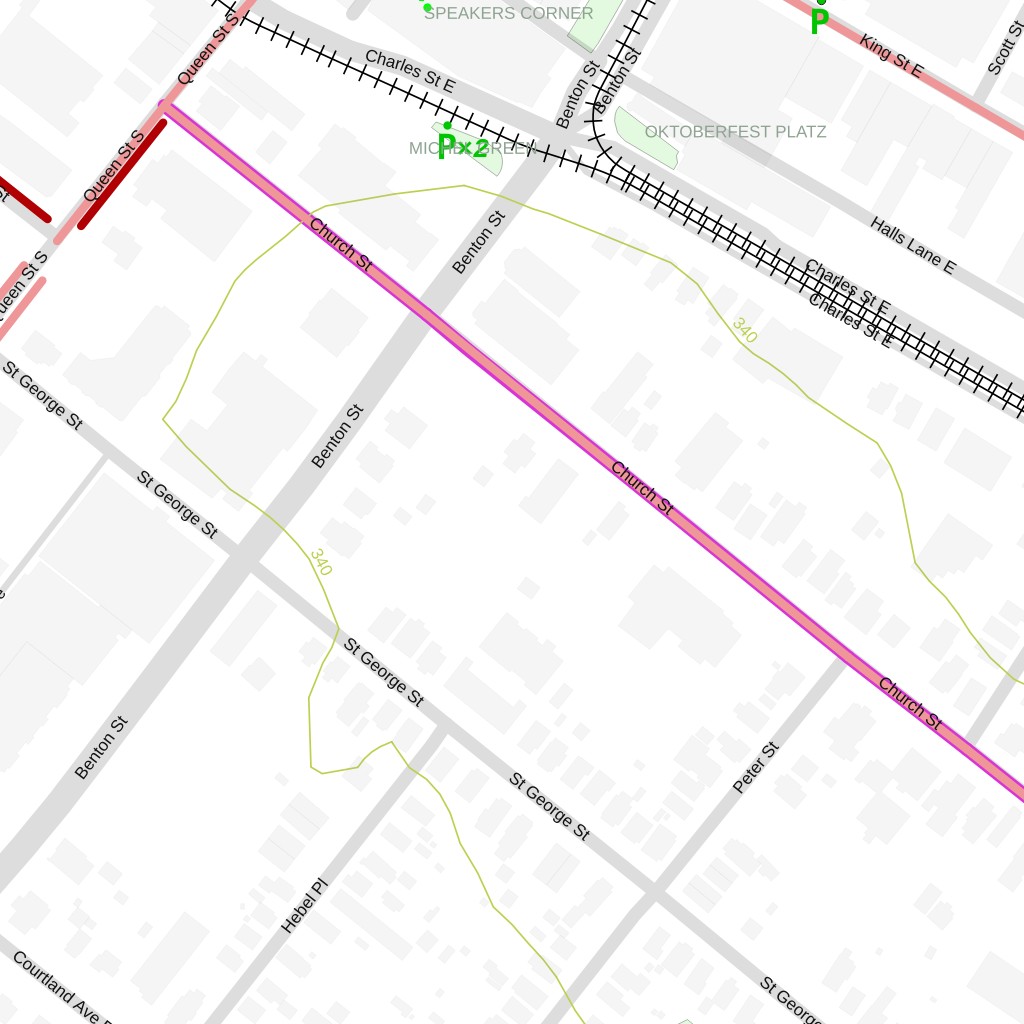 SPEAKERS CORNER
P
King St E
Scott St
Queen St S
Charles St E
Benton St
Benton St
OKTOBERFEST PLATZ
MICHEL GREEN
P×2
Queen St S
St
Church St
Benton St
Halls Lane E
Queen St S
Charles St E
Charles St E
340
St George St
Benton St
Church St
St George St
340
St George St
Church St
Benton St
Peter St
St George St
Hebel Pl
Courtland Ave
St George